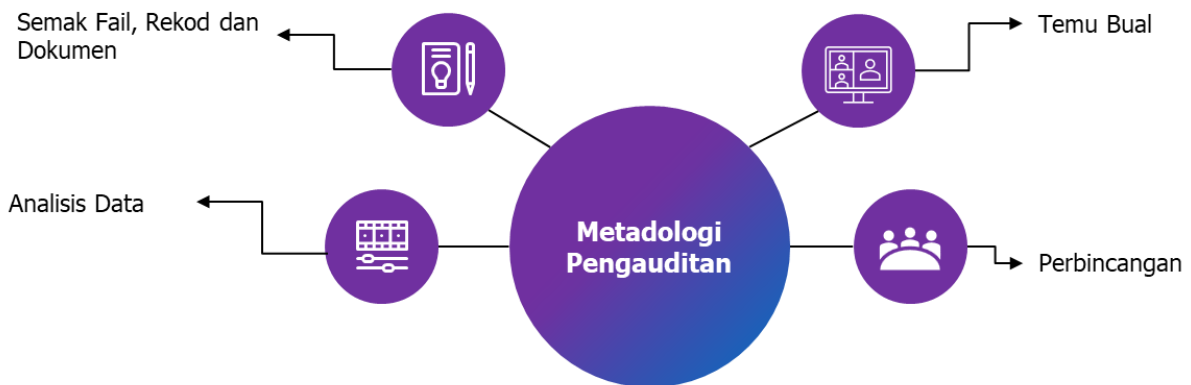 Semak Fail, Rekod dan
Dokumen
Temu Bual
Analisis Data
Metadologi
Pengauditan
Perbincangan